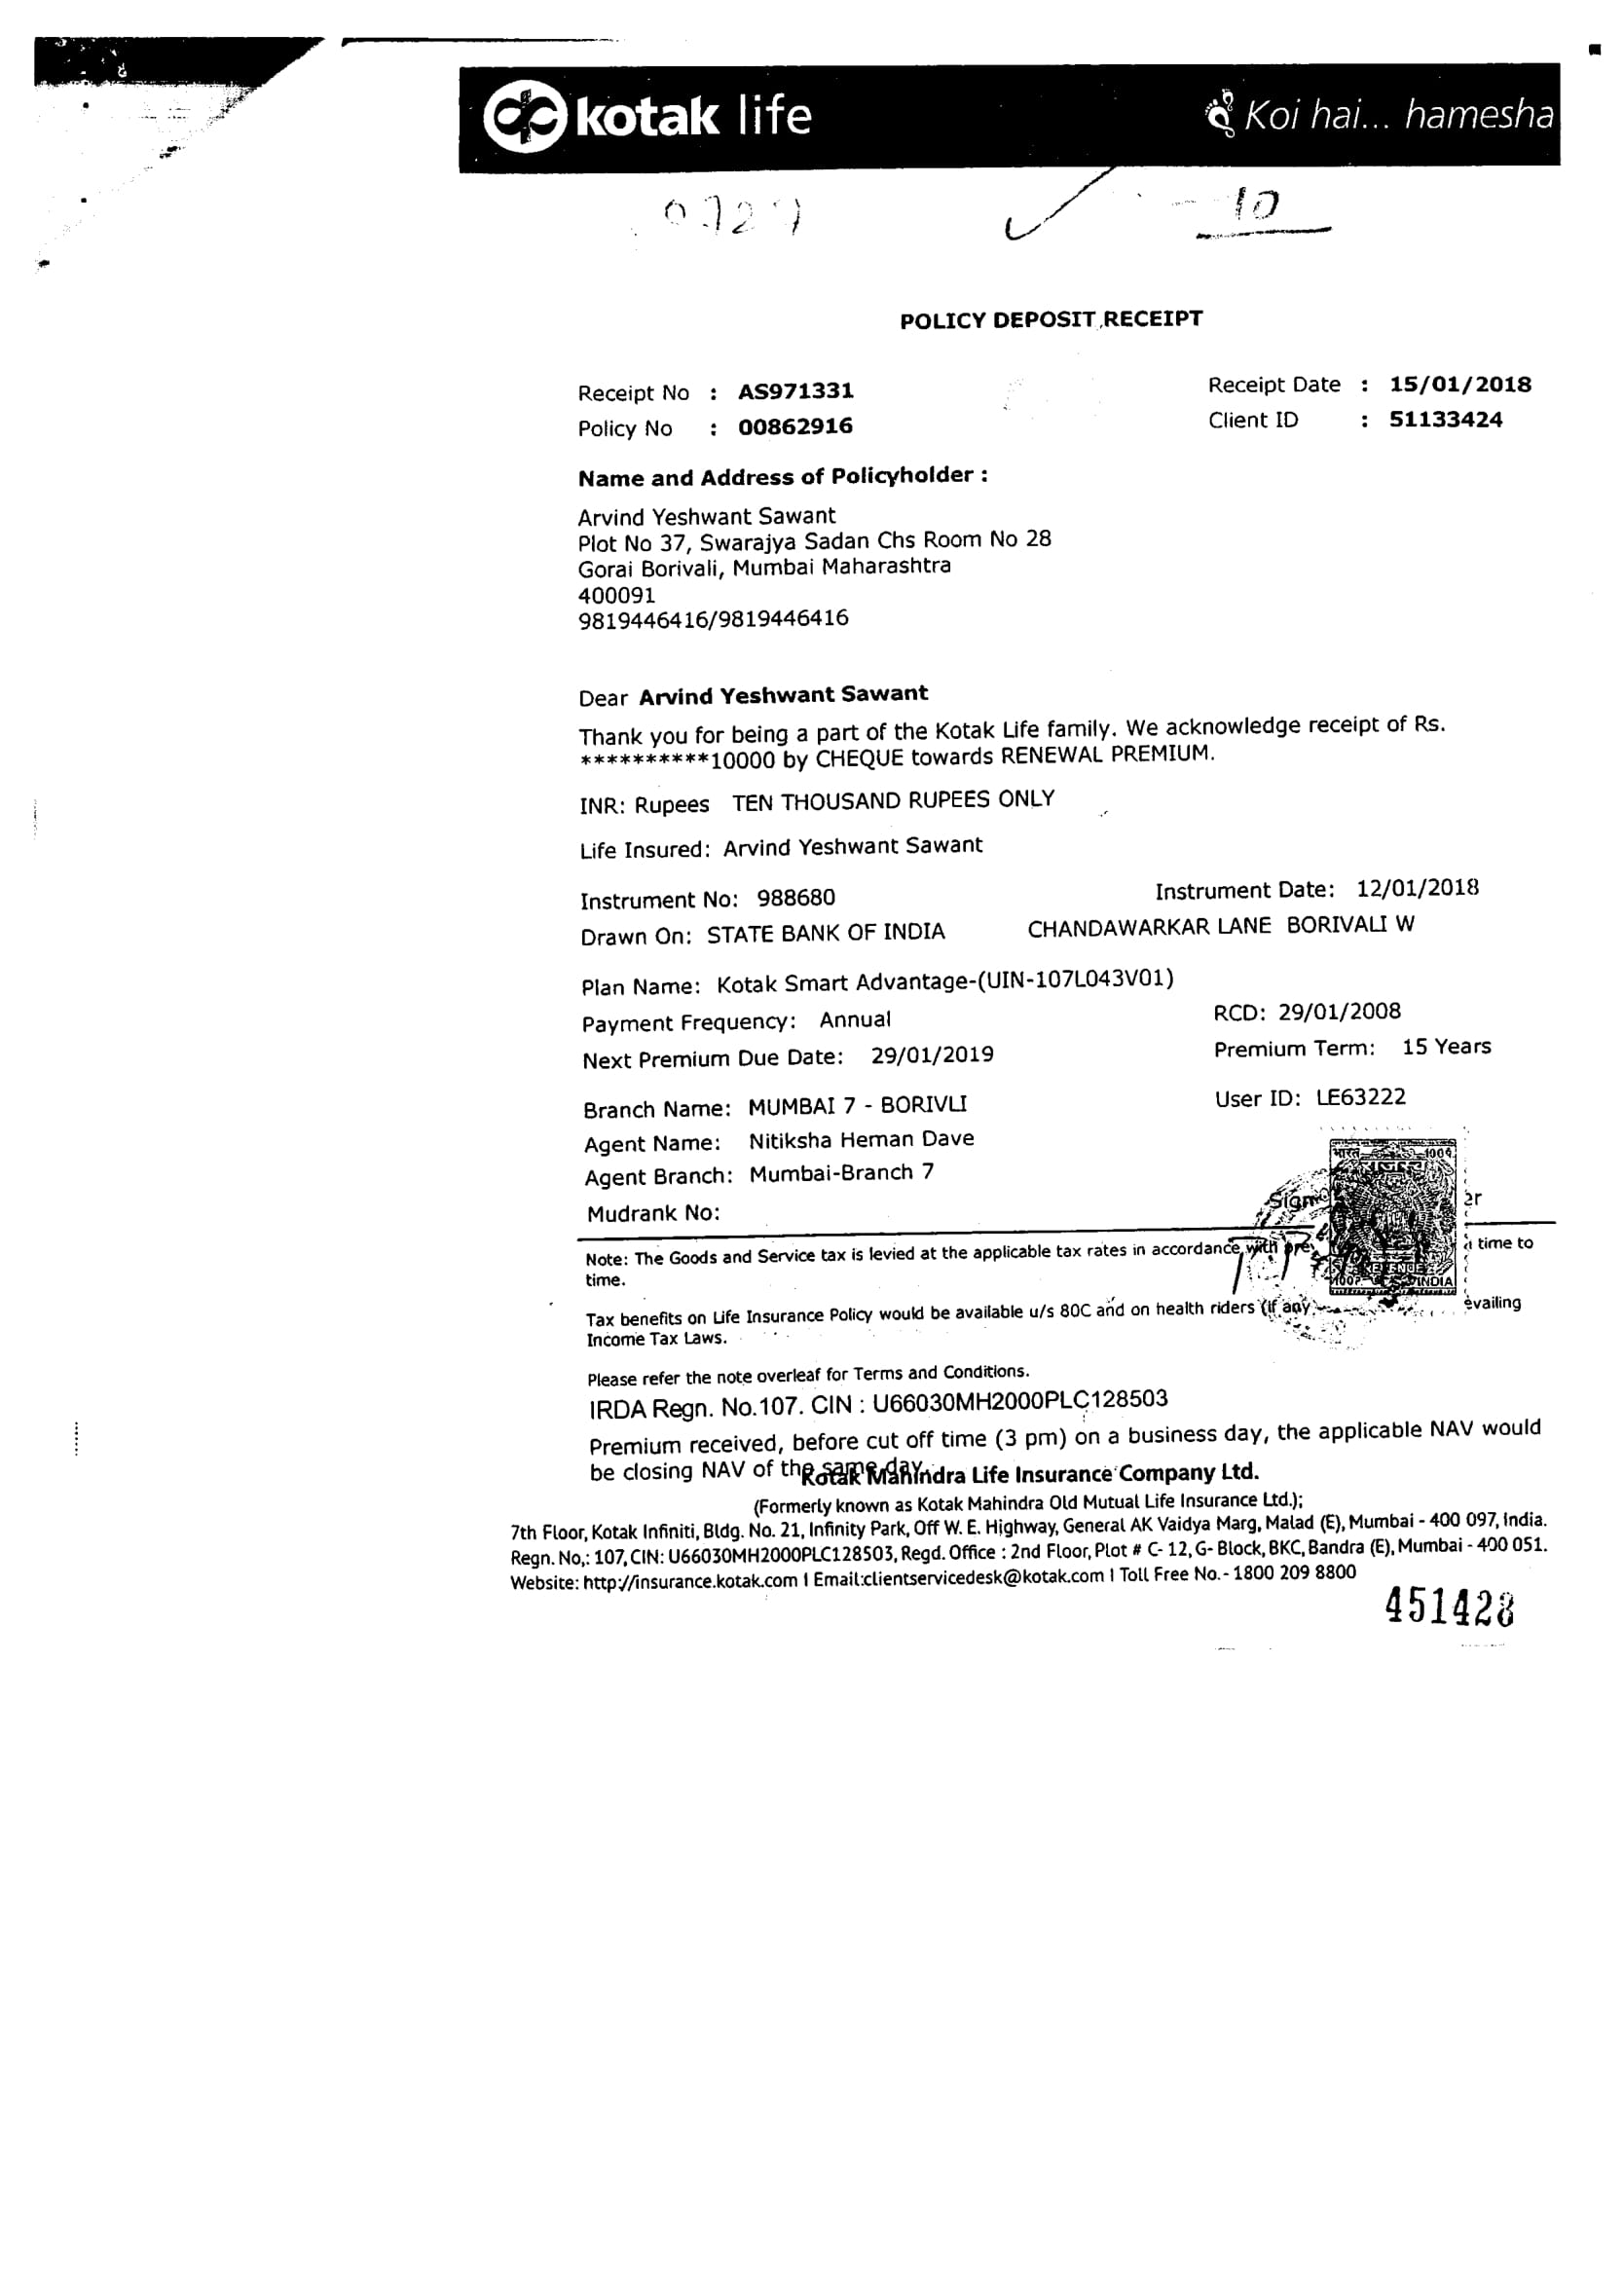 kotak life
Koi hai... hamesha
10
POLICY DEPOSIT RECEIPT
Receipt No : AS971331
Receipt Date : 15/01/2018
Policy No : 00862916
Client ID : 51133424
Name and Address of Policyholder :
Arvind Yeshwant Sawant
Plot No 37, Swarajya Sadan Chs Room No 28
Gorai Borivali, Mumbai Maharashtra
400091
9819446416/9819446416
Dear Arvind Yeshwant Sawant
Thank you for being a part of the Kotak Life family. We acknowledge receipt of Rs.
**********10000 by CHEQUE towards RENEWAL PREMIUM.
INR: Rupees TEN THOUSAND RUPEES ONLY
Life Insured: Arvind Yeshwant Sawant
Instrument No: 988680
Instrument Date: 12/01/2018
Drawn On: STATE BANK OF INDIA CHANDAWARKAR LANE BORIVALI W
Plan Name: Kotak Smart Advantage-(UIN-107L043V01)
Payment Frequency: Annual
RCD: 29/01/2008
Next Premium Due Date: 29/01/2019
Premium Term: 15 Years
Branch Name: MUMBAI 7 - BORIVLI
User ID: LE63222
Agent Name: Nitiksha Heman Dave
Agent Branch: Mumbai-Branch 7
Mudrank No:
भारत
INDIA
Note: The Goods and Service tax is levied at the applicable tax rates in accordance with time to
time.
Tax benefits on Life Insurance Policy would be available u/s 80C and on health riders (if any evailing
Income Tax Laws.
Please refer the note overleaf for Terms and Conditions.
IRDA Regn. No.107. CIN : U66030MH2000PLC128503
Premium received, before cut off time (3 pm) on a business day, the applicable NAV would
be closing NAV of the same day.
Kotak Mahindra Life Insurance Company Ltd.
(Formerly known as Kotak Mahindra Old Mutual Life Insurance Ltd.);
7th Floor, Kotak Infiniti, Bldg. No. 21, Infinity Park, Off W. E. Highway, General AK Vaidya Marg, Malad (E), Mumbai - 400 097, India.
Regn. No,: 107, CIN: U66030MH2000PLC128503, Regd. Office : 2nd Floor, Plot # C- 12, G- Block, BKC, Bandra (E), Mumbai - 400 051.
Website: http://insurance.kotak.com I Email:clientservicedesk@kotak.com I Toll Free No.- 1800 209 8800
451428